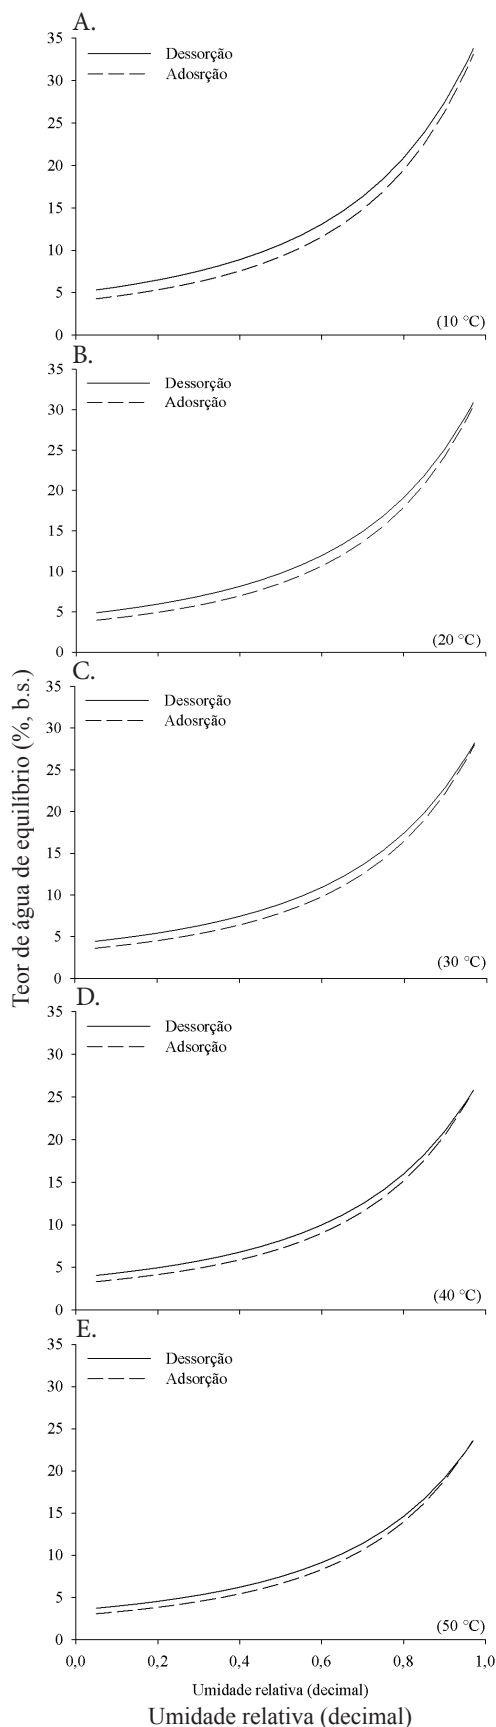 A.
35
Dessorção
Adosrção
30
25
20
15
10
5
(10 °C)
0
B.
35
Dessorção
Adosrção
30
25
20
15
10
5
(20 °C)
0
C.
35
Dessorção
Adosrção
30
25
20
15
10
5
(30 °C)
0
D.
35
Dessorção
Adsorção
30
25
20
15
10
5
(40 °C)
0
E.
35
Dessorção
Adsorção
30
25
20
15
10
5
(50 °C)
0
0,0 0,2 0,4 0,6 0,8 1,0
Umidade relativa (decimal)
Umidade relativa (decimal)
Teor de água de equilíbrio (%, b.s.)